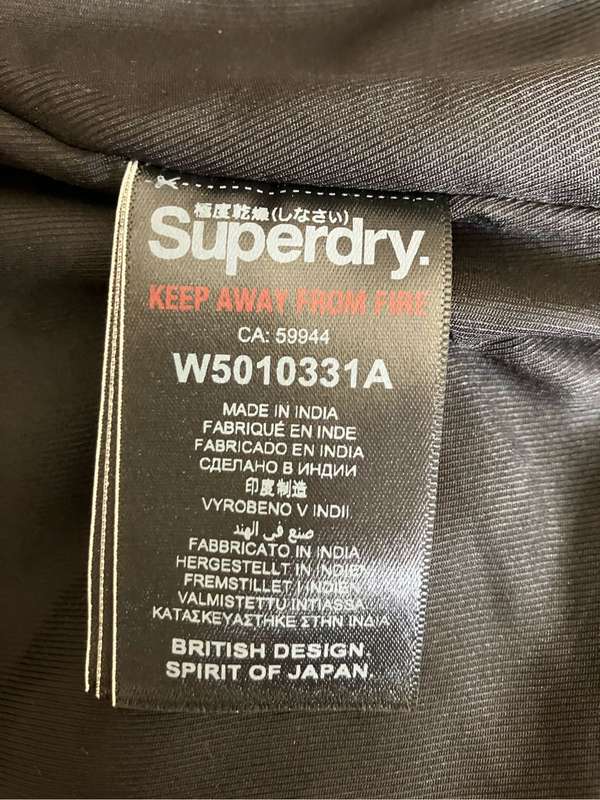 極度乾燥(しなさい)
Superdry.
KEEP AWAY FROM FIRE
CA: 59944
W5010331A
MADE IN INDIA
FABRIQUÉ EN INDE
FABRICADO EN INDIA
СДЕЛАНО В ИНДИИ
印度制造
VYROBENO V INDII
صنع في الهند
FABBRICATO IN INDIA
HERGESTELLT IN INDIEN
FREMSTILLET I INDIEN
VALMISTETTU INTIASSA
ΚΑΤΑΣΚΕΥΑΣΤΗΚΕ ΣΤΗΝ ΙΝΔΙΑ
BRITISH DESIGN.
SPIRIT OF JAPAN.